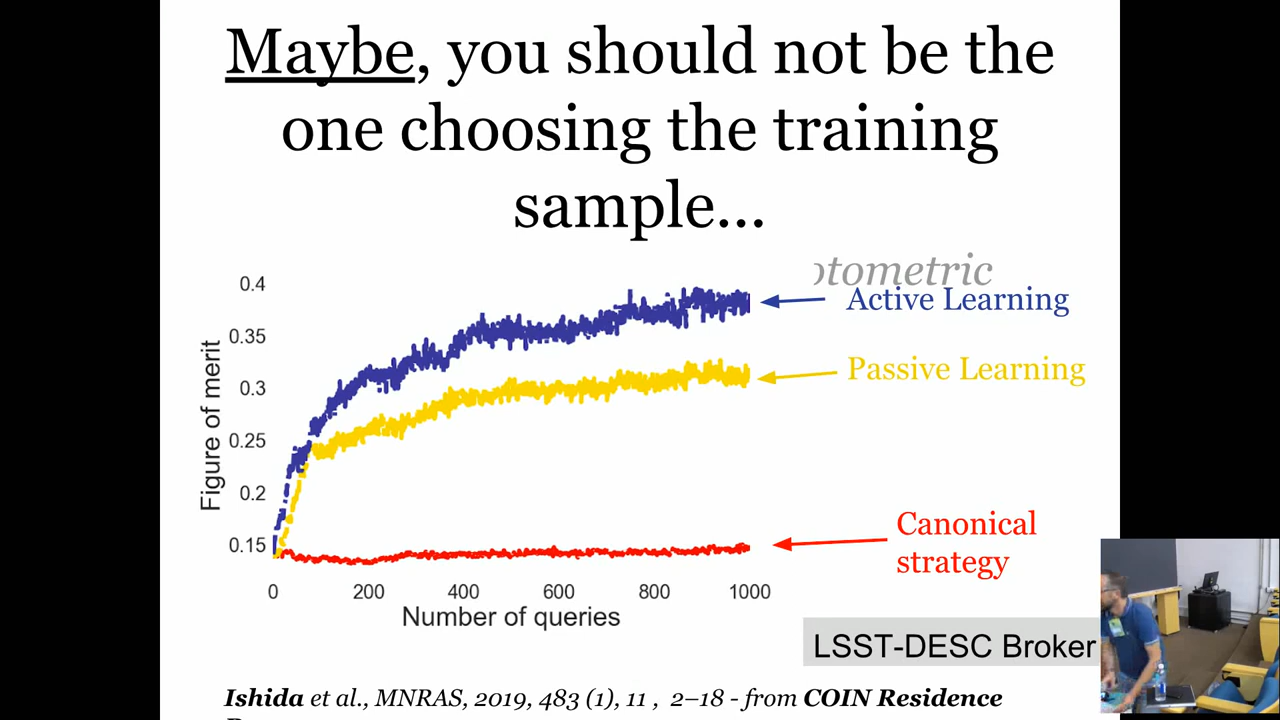 Maybe, you should not be the
one choosing the training
sample...
otometric
Active Learning
Passive Learning
Canonical
strategy
Figure of merit
0.4
0.35
0.3
0.25
0.2
0.15
0 200 400 600 800 1000
Number of queries
LSST-DESC Broker
Ishida et al., MNRAS, 2019, 483 (1), 11 , 2–18 - from COIN Residence